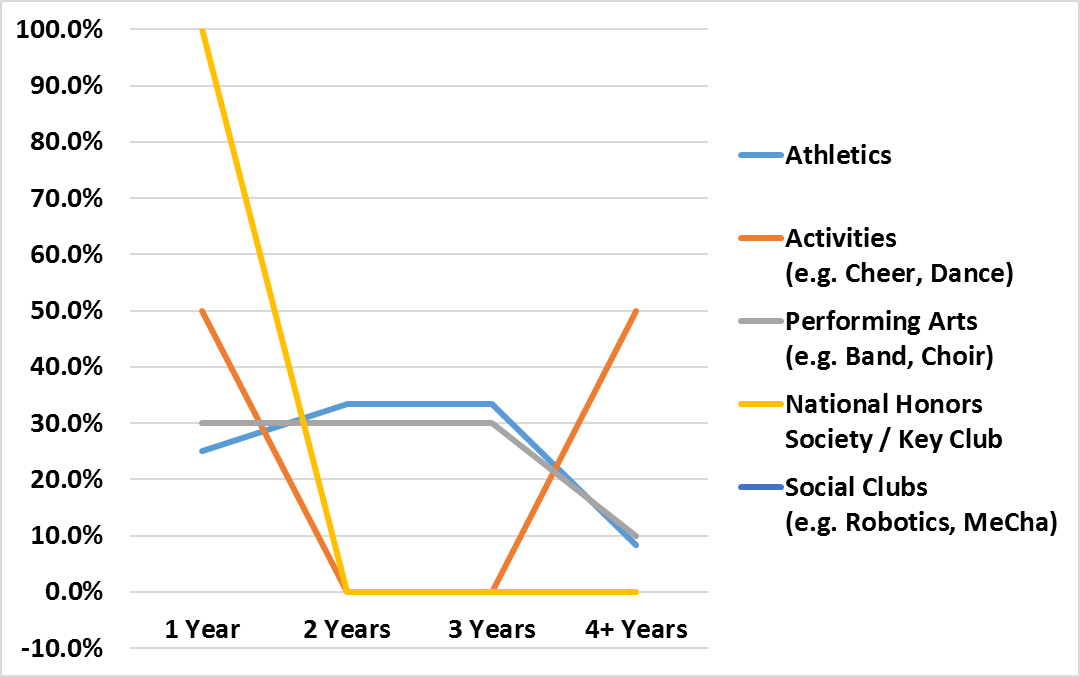 100.0%
90.0%
80.0%
70.0%
60.0%
50.0%
40.0%
30.0%
20.0%
10.0%
0.0%
-10.0%
1 Year
2 Years
3 Years
4+ Years
Athletics
Activities
(e.g. Cheer, Dance)
Performing Arts
(e.g. Band, Choir)
National Honors
Society / Key Club
Social Clubs
(e.g. Robotics, MeCha)